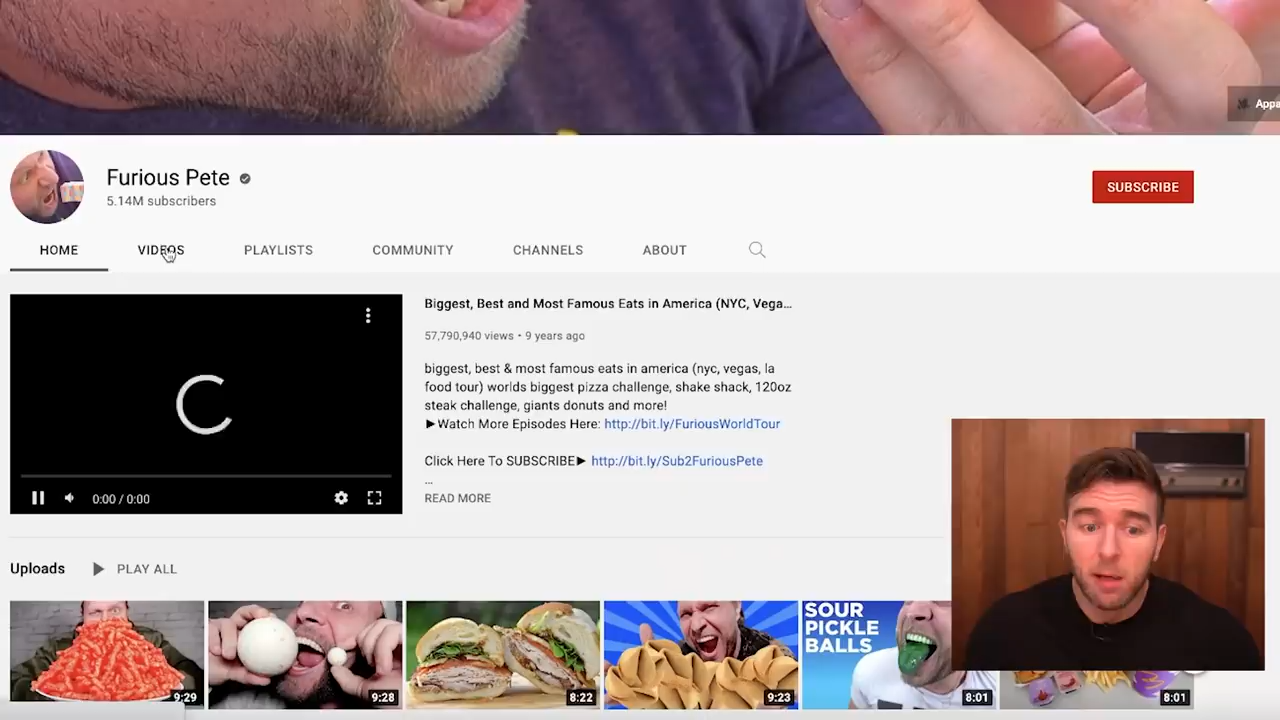 Appa
Furious Pete
5.14M subscribers
SUBSCRIBE
HOME
VIDEOS
PLAYLISTS
COMMUNITY
CHANNELS
ABOUT
Biggest, Best and Most Famous Eats in America (NYC, Vega...
57,790,940 views • 9 years ago
biggest, best & most famous eats in america (nyc, vegas, la
food tour) worlds biggest pizza challenge, shake shack, 120oz
steak challenge, giants donuts and more!
►Watch More Episodes Here: http://bit.ly/FuriousWorldTour
Click Here To SUBSCRIBE► http://bit.ly/Sub2FuriousPete
...
READ MORE
0:00 / 0:00
Uploads
PLAY ALL
SOUR
PICKLE
BALLS
9:29
9:28
8:22
9:23
8:01
8:01